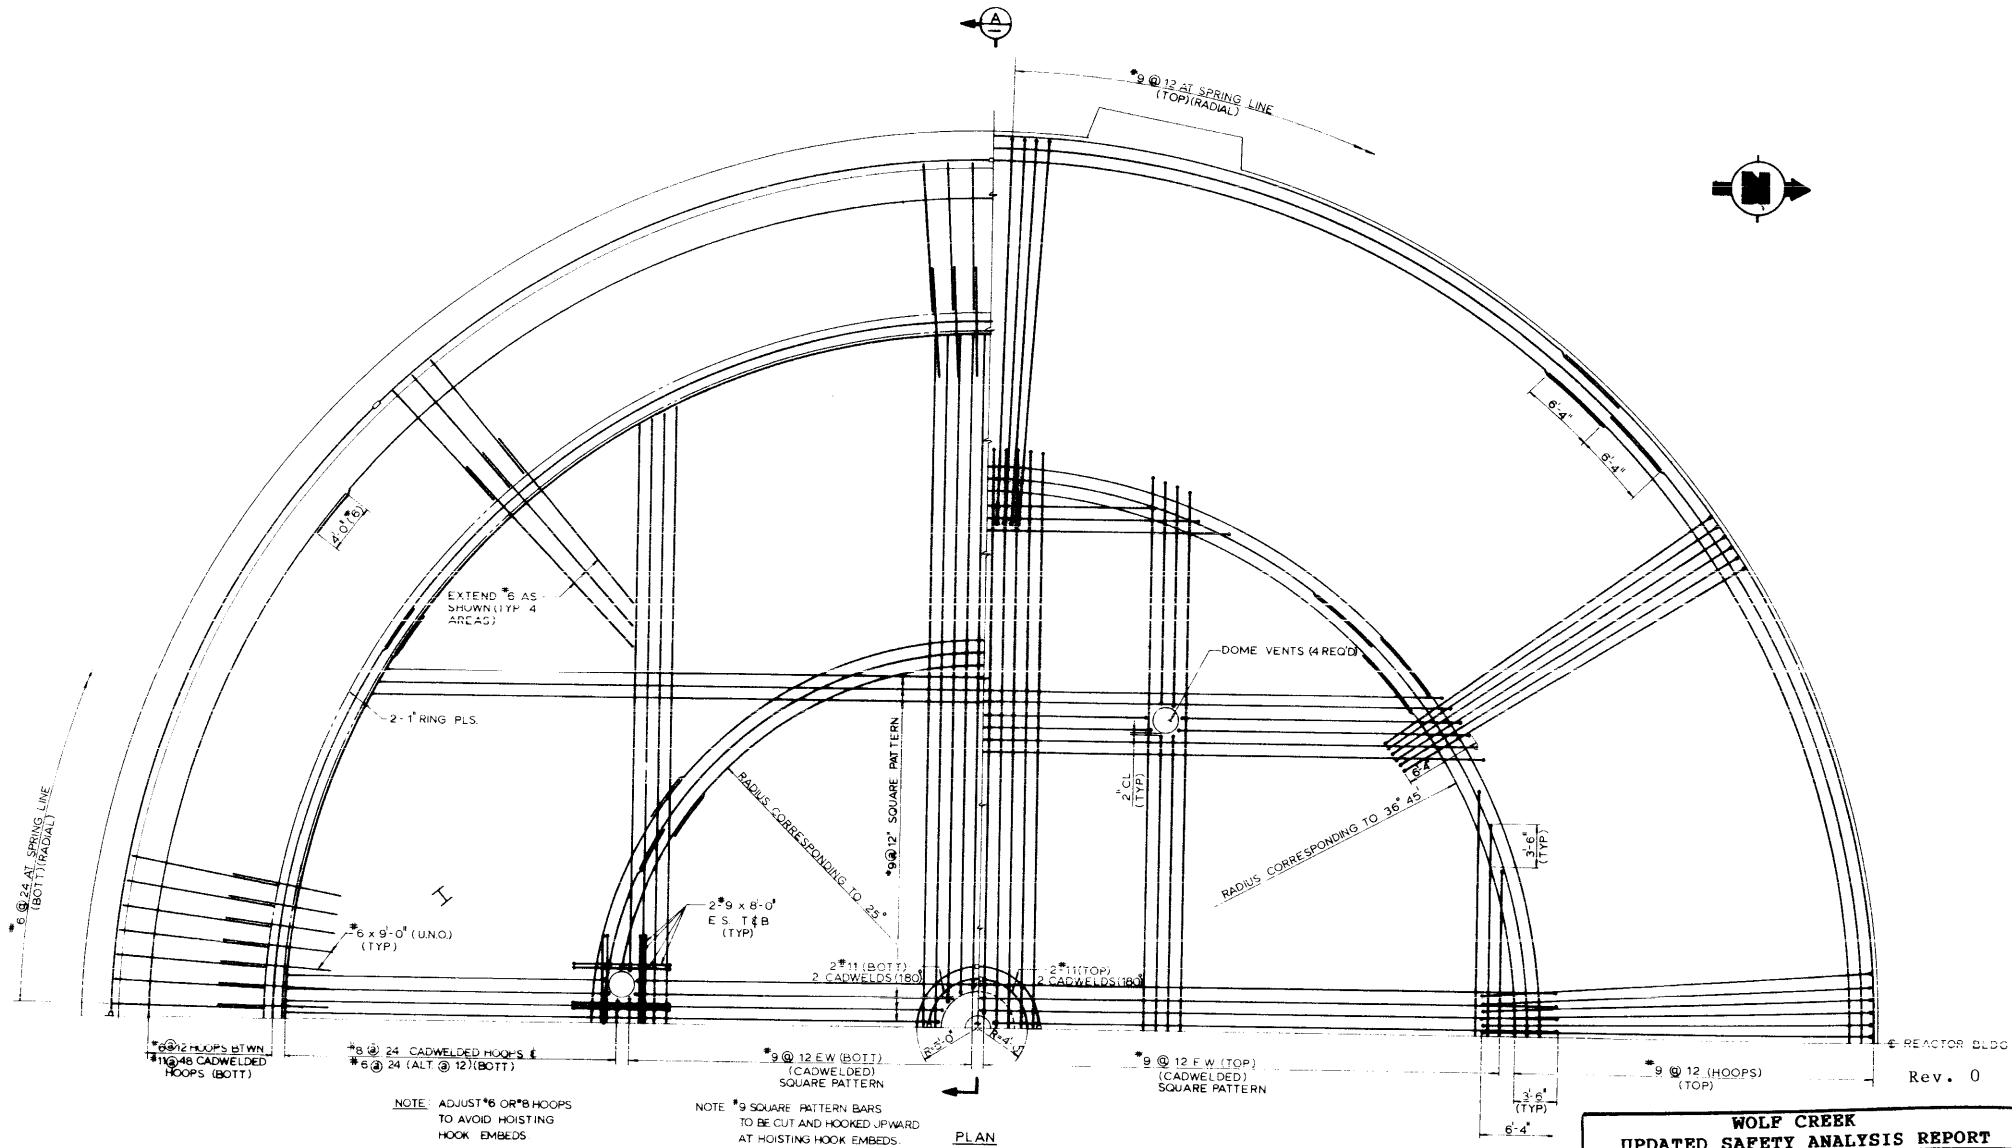 A
#9 @ 12 AT SPRING LINE
(TOP)(RADIAL)
N
6'-4"
6'-4"
4'-0" (#6)
EXTEND #6 AS
SHOWN (TYP 4
AREAS)
DOME VENTS (4 REQ'D)
2-1" RING PLS.
#9@12" SQUARE PATTERN
2" CL
(TYP)
6'-4"
RADIUS CORRESPONDING TO 25°
RADIUS CORRESPONDING TO 36° 45'
3'-6"
(TYP)
#6 @ 24 AT SPRING LINE
(BOTT)(RADIAL)
#6 x 9'-0" (U.N.O.)
(TYP)
2-#9 x 8'-0"
E.S. T&B
(TYP)
2#11 (BOTT)
2 CADWELDS (180)
2-#11(TOP)
2 CADWELDS (180)
R=5'-0"
#6@12 HOOPS BTWN
#11@48 CADWELDED
HOOPS (BOTT)
#8 @ 24 CADWELDED HOOPS &
#6 @ 24 (ALT. @ 12)(BOTT)
#9 @ 12 EW (BOTT)
(CADWELDED)
SQUARE PATTERN
#9 @ 12 E.W. (TOP)
(CADWELDED)
SQUARE PATTERN
#9 @ 12 (HOOPS)
(TOP)
℄ REACTOR BLDG
Rev. 0
3'-6"
(TYP)
6'-4"
NOTE: ADJUST #6 OR #8 HOOPS
TO AVOID HOISTING
HOOK EMBEDS
NOTE #9 SQUARE PATTERN BARS
TO BE CUT AND HOOKED UPWARD
AT HOISTING HOOK EMBEDS.
PLAN
WOLF CREEK
UPDATED SAFETY ANALYSIS REPORT